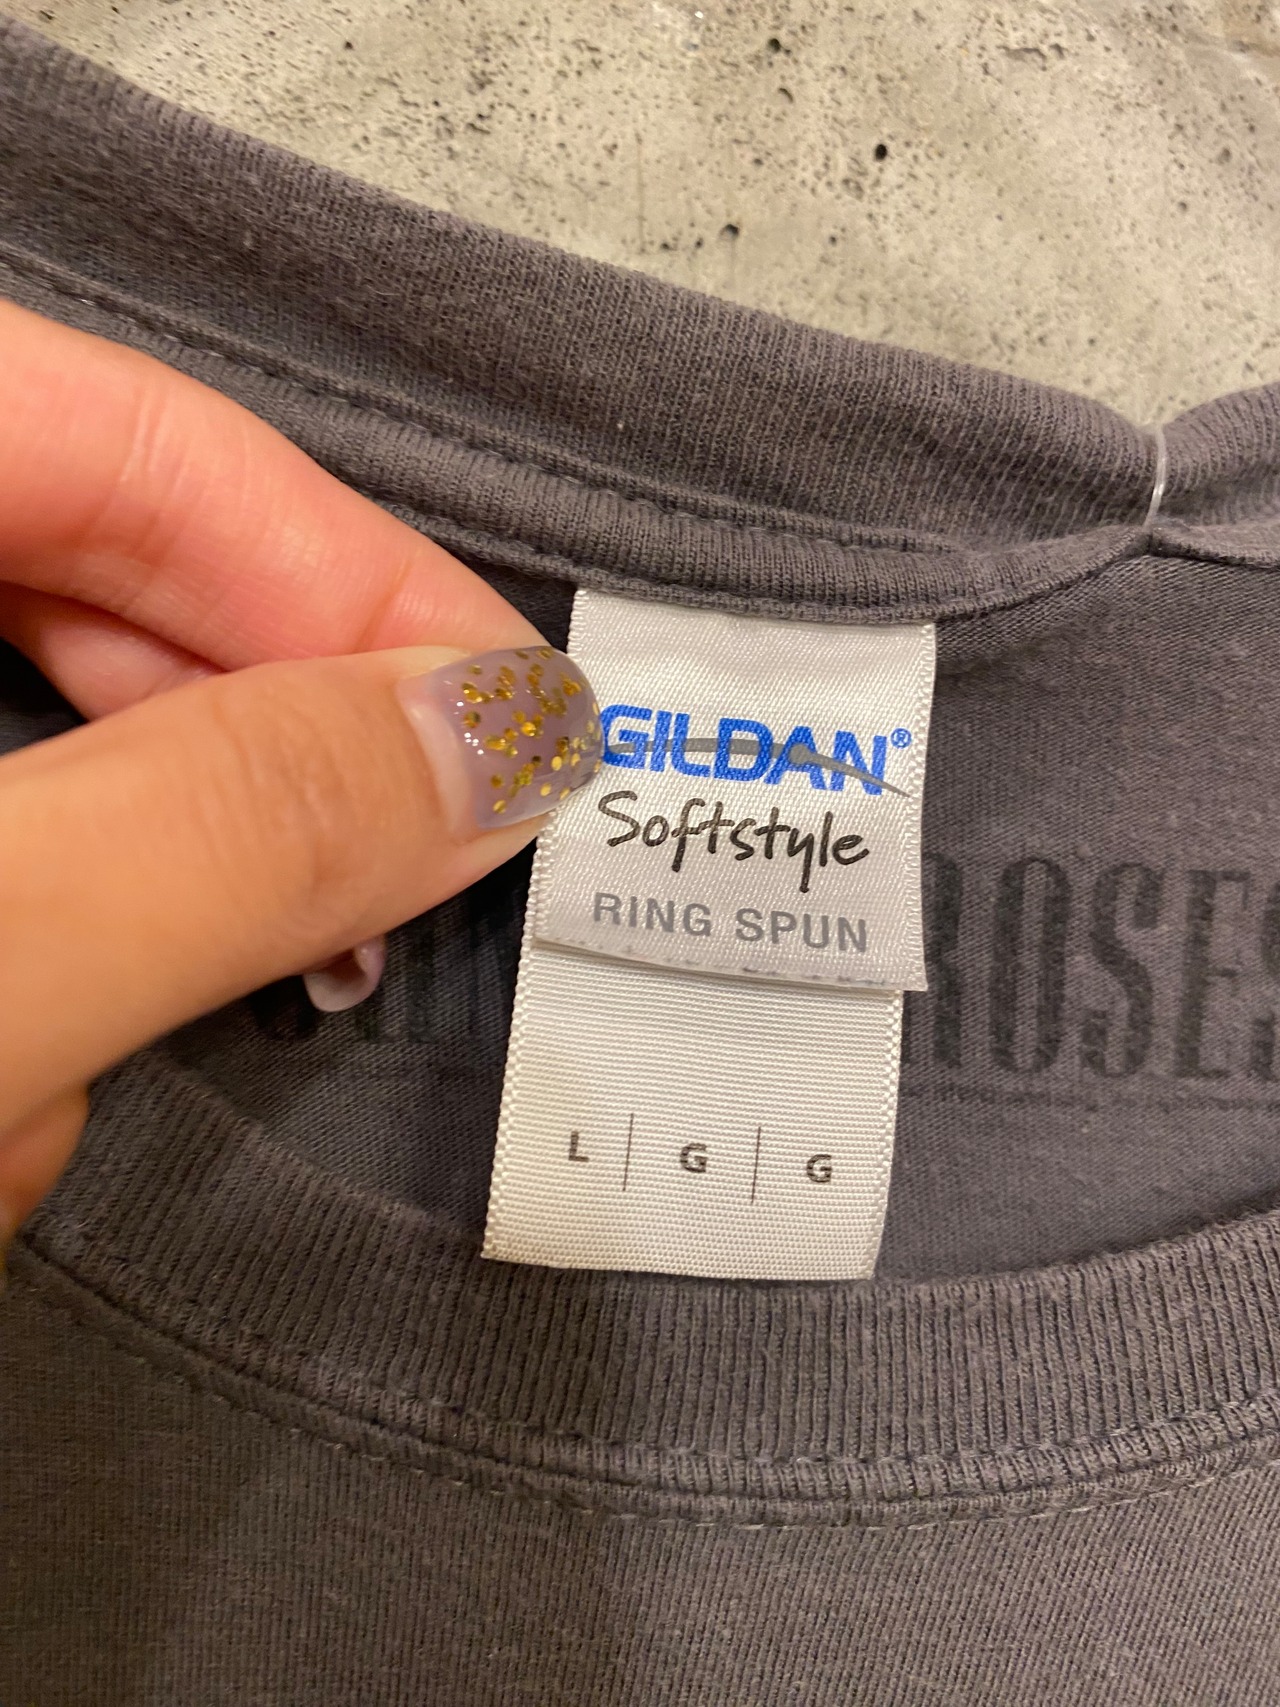 GILDAN®
Softstyle
RING SPUN
ROSES
L | G | G